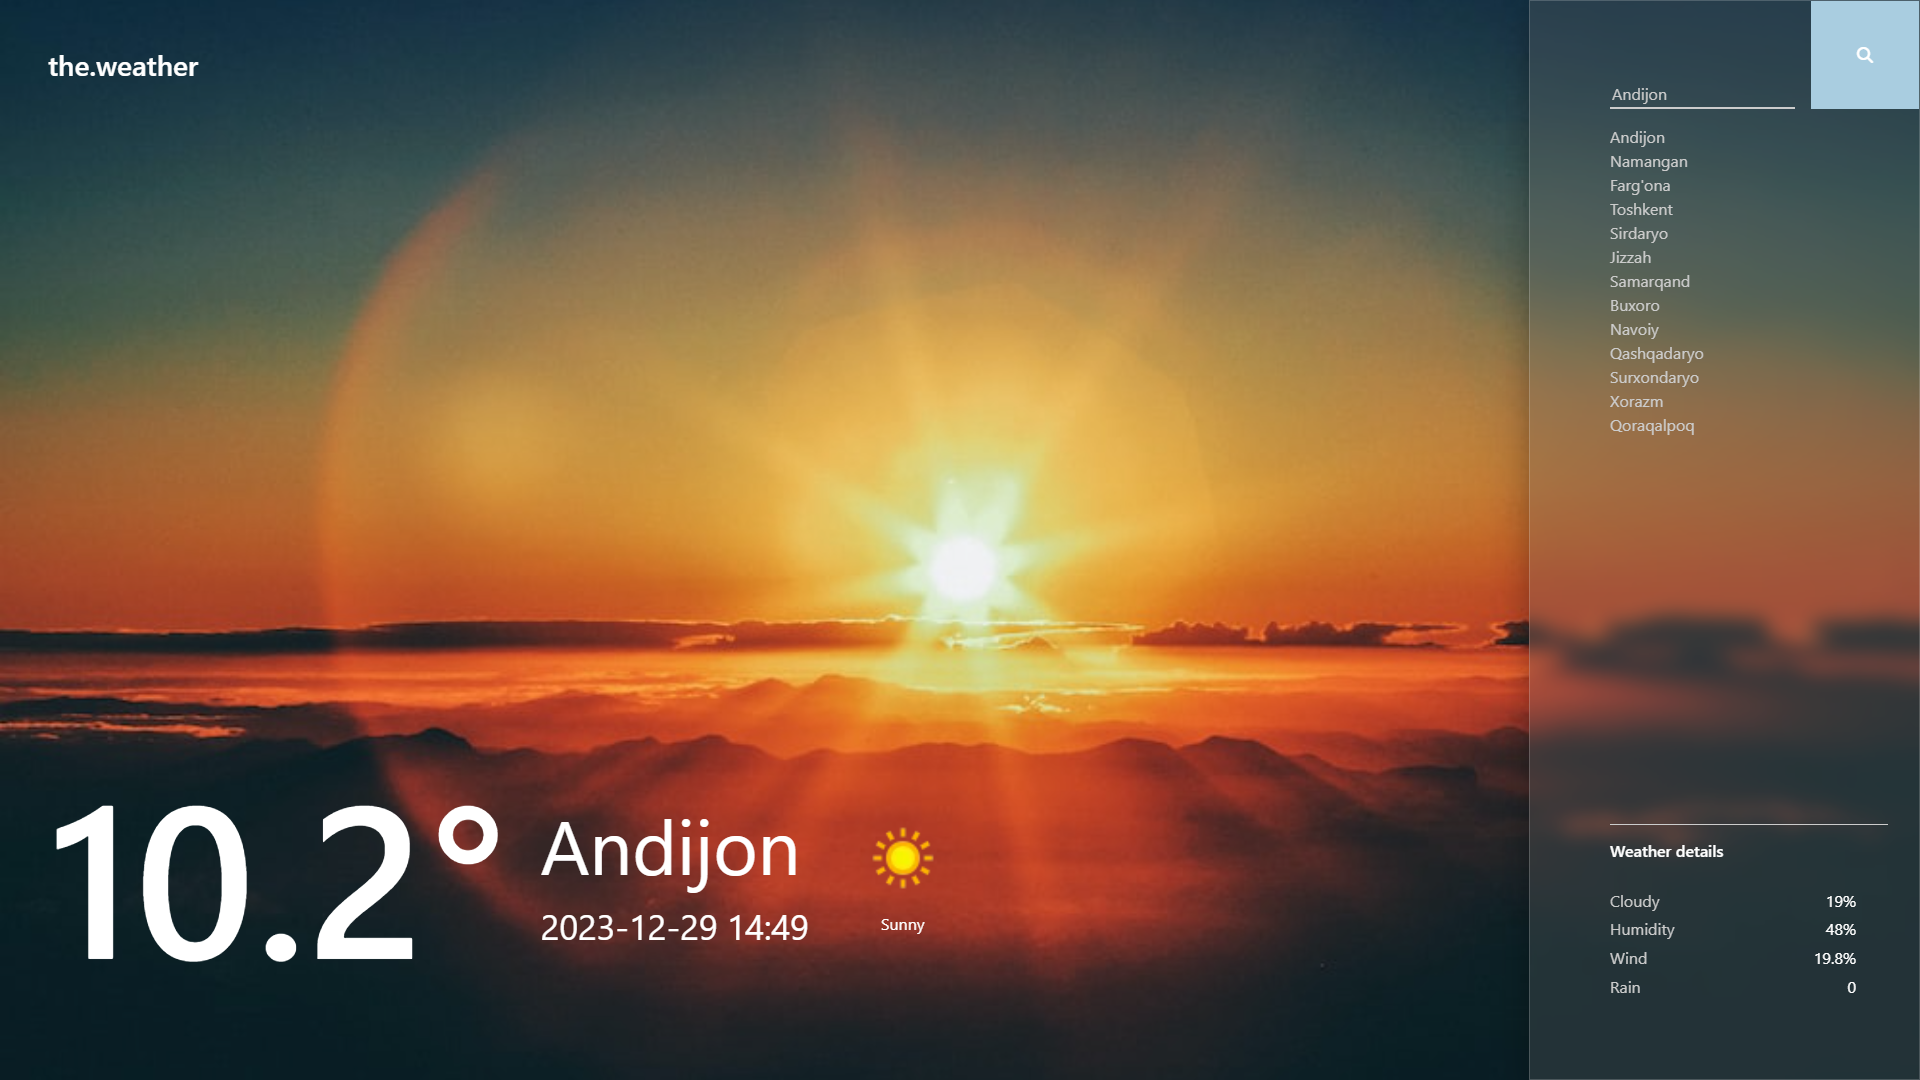 the.weather
Andijon
Andijon
Namangan
Farg'ona
Toshkent
Sirdaryo
Jizzah
Samarqand
Buxoro
Navoiy
Qashqadaryo
Surxondaryo
Xorazm
Qoraqalpoq
10.2°
Andijon
2023-12-29 14:49
Sunny
Weather details
Cloudy 19%
Humidity 48%
Wind 19.8%
Rain 0